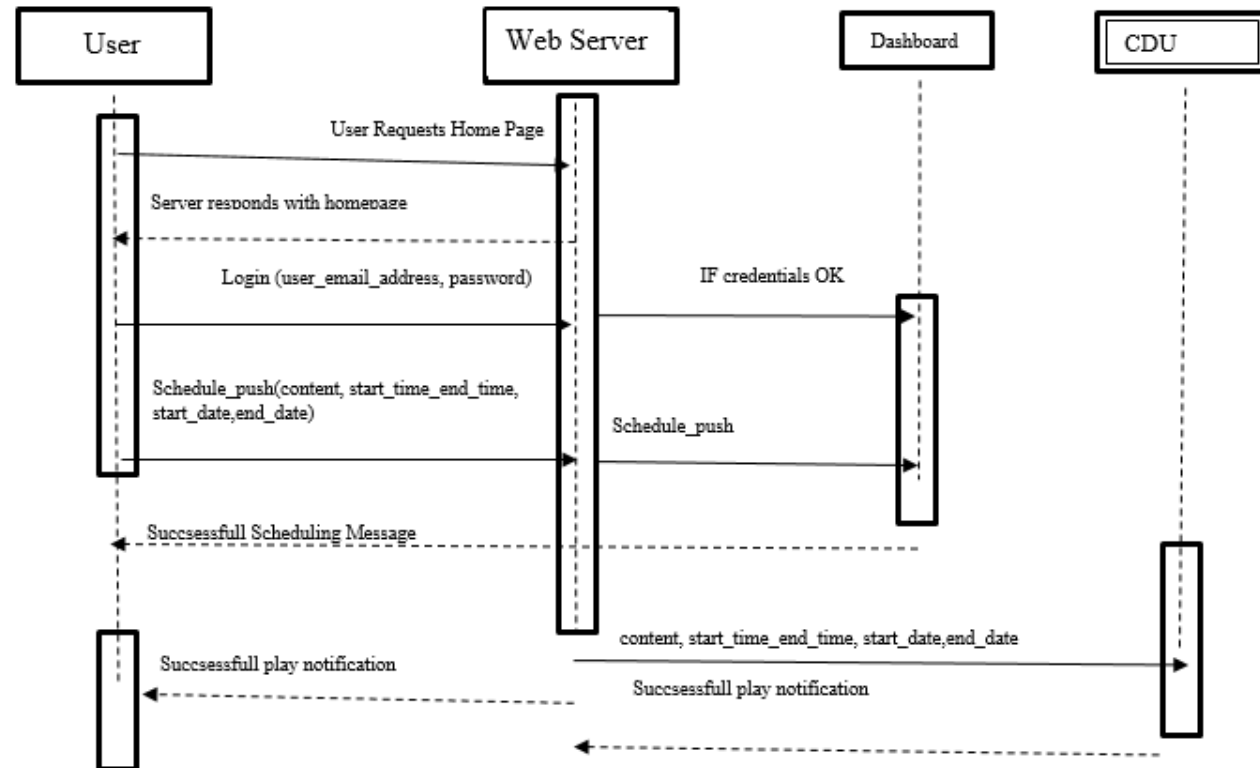 User
Web Server
Dashboard
CDU
User Requests Home Page
Server responds with homepage
Login (user_email_address, password)
IF credentials OK
Schedule_push(content, start_time_end_time,
start_date,end_date)
Schedule_push
Succsessfull Scheduling Message
content, start_time_end_time, start_date,end_date
Succsessfull play notification
Succsessfull play notification